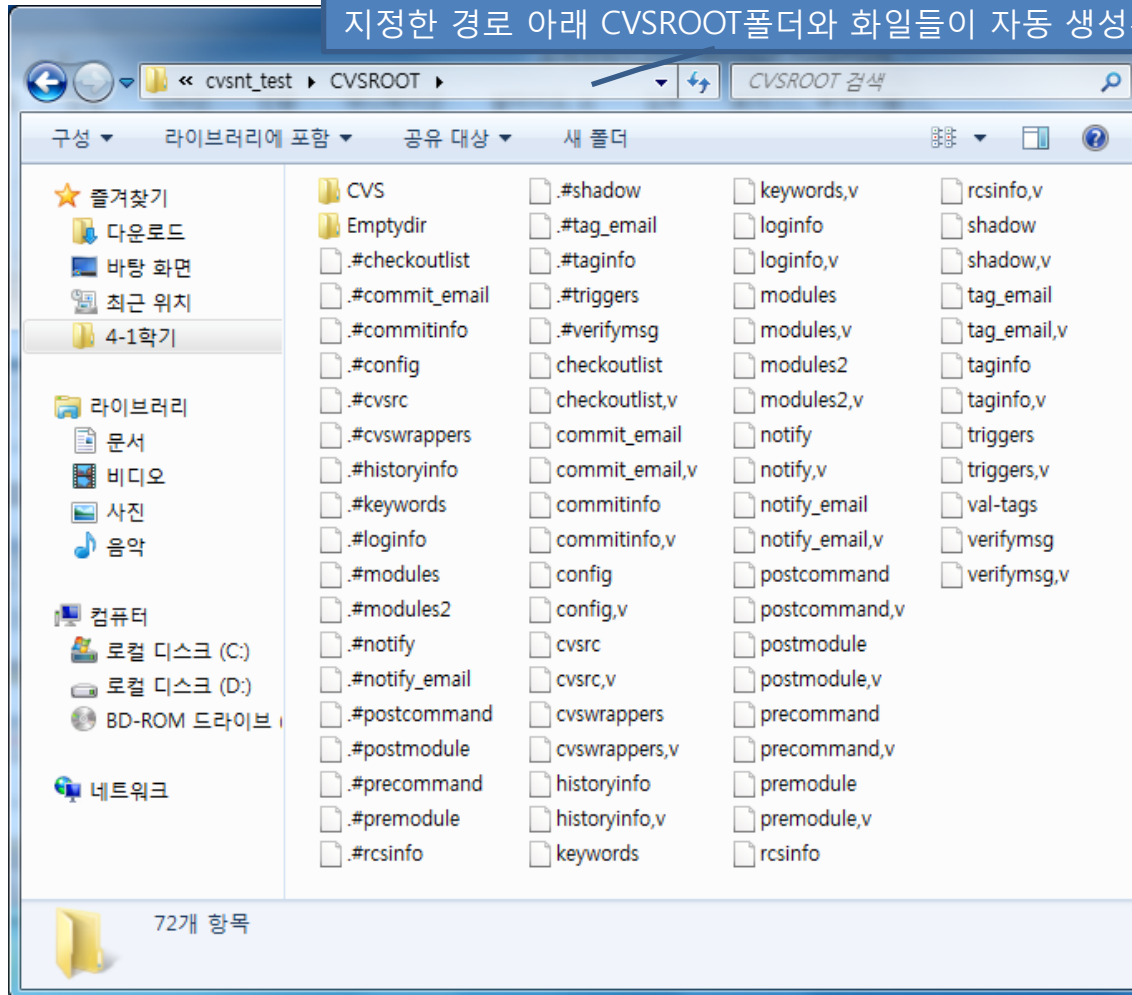 지정한 경로 아래 CVSROOT폴더와 화일들이 자동 생성
« cvsnt_test ▸ CVSROOT ▸
CVSROOT 검색
구성 라이브러리에 포함 공유 대상 새 폴더
즐겨찾기
다운로드
바탕 화면
최근 위치
4-1학기
라이브러리
문서
비디오
사진
음악
컴퓨터
로컬 디스크 (C:)
로컬 디스크 (D:)
BD-ROM 드라이브 (
네트워크
CVS
Emptydir
.#checkoutlist
.#commit_email
.#commitinfo
.#config
.#cvsrc
.#cvswrappers
.#historyinfo
.#keywords
.#loginfo
.#modules
.#modules2
.#notify
.#notify_email
.#postcommand
.#postmodule
.#precommand
.#premodule
.#rcsinfo
.#shadow
.#tag_email
.#taginfo
.#triggers
.#verifymsg
checkoutlist
checkoutlist,v
commit_email
commit_email,v
commitinfo
commitinfo,v
config
config,v
cvsrc
cvsrc,v
cvswrappers
cvswrappers,v
historyinfo
historyinfo,v
keywords
keywords,v
loginfo
loginfo,v
modules
modules,v
modules2
modules2,v
notify
notify,v
notify_email
notify_email,v
postcommand
postcommand,v
postmodule
postmodule,v
precommand
precommand,v
premodule
premodule,v
rcsinfo
rcsinfo,v
shadow
shadow,v
tag_email
tag_email,v
taginfo
taginfo,v
triggers
triggers,v
val-tags
verifymsg
verifymsg,v
72개 항목